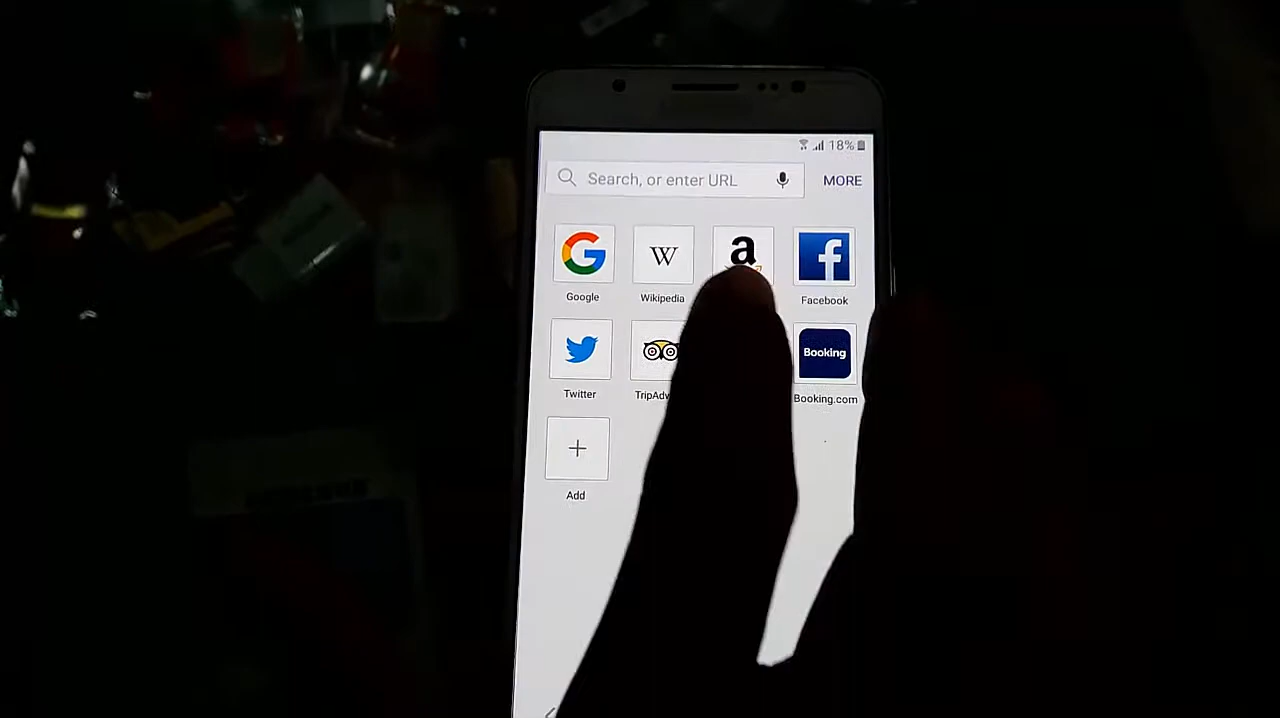 18%
Search, or enter URL
MORE
G
W
a
f
Google
Wikipedia
Facebook
Booking
Twitter
TripAdv
Booking.com
Add